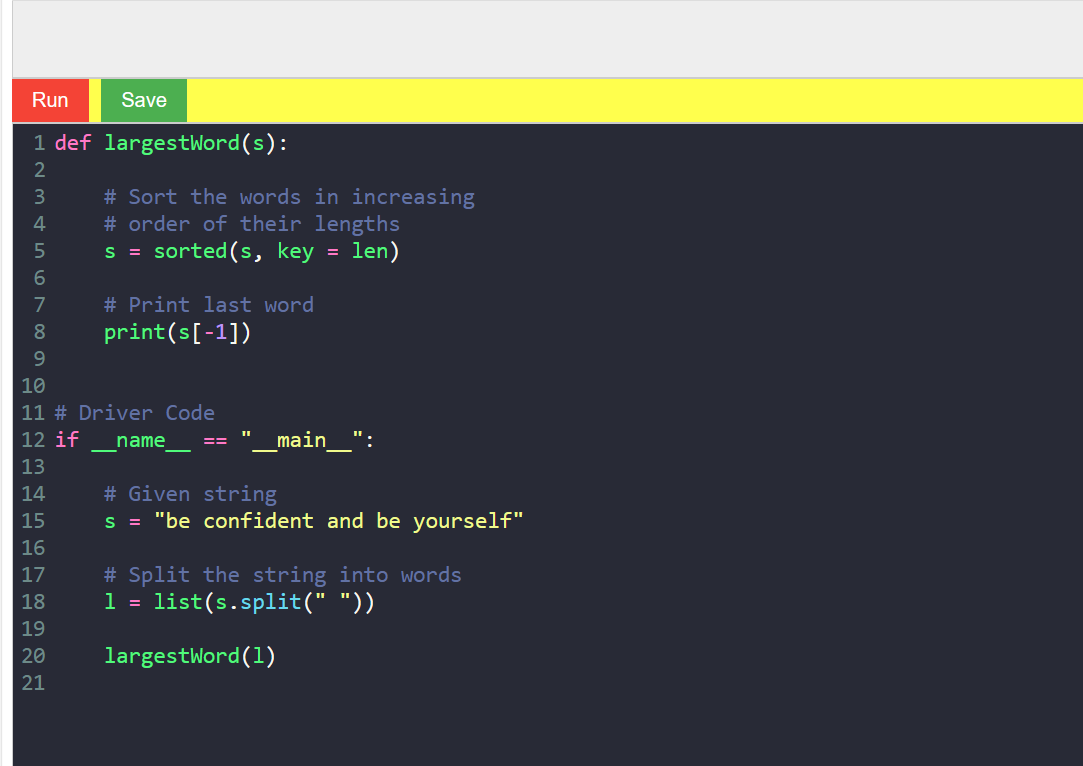 Run Save
1 def largestWord(s):
2
3     # Sort the words in increasing
4     # order of their lengths
5     s = sorted(s, key = len)
6
7     # Print last word
8     print(s[-1])
9
10
11 # Driver Code
12 if __name__ == "__main__":
13
14     # Given string
15     s = "be confident and be yourself"
16
17     # Split the string into words
18     l = list(s.split(" "))
19
20     largestWord(l)
21